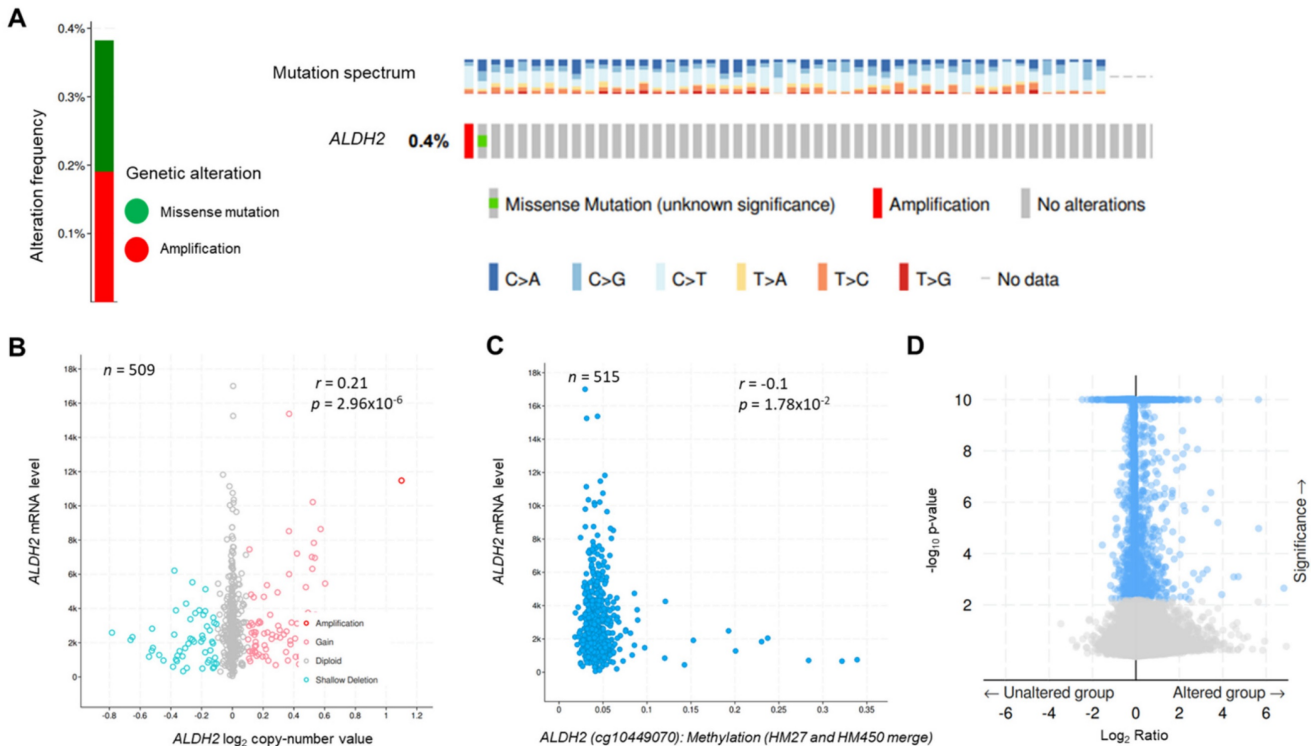 A
0.4%
0.3%
0.2%
0.1%
Alteration frequency
Genetic alteration
Missense mutation
Amplification
Mutation spectrum
ALDH2 0.4%
Missense Mutation (unknown significance) Amplification No alterations
C>A C>G C>T T>A T>C T>G No data
B
n = 509
r = 0.21
p = 2.96x10-6
18k
16k
14k
12k
10k
8k
6k
4k
2k
0
ALDH2 mRNA level
Amplification
Gain
Diploid
Shallow Deletion
-0.8 -0.6 -0.4 -0.2 0 0.2 0.4 0.6 0.8 1 1.2
ALDH2 log2 copy-number value
C
n = 515
r = -0.1
p = 1.78x10-2
18k
16k
14k
12k
10k
8k
6k
4k
2k
0
ALDH2 mRNA level
0 0.05 0.1 0.15 0.2 0.25 0.3 0.35
ALDH2 (cg10449070): Methylation (HM27 and HM450 merge)
D
10
8
6
4
2
-log10 p-value
Significance →
← Unaltered group Altered group →
-6 -4 -2 0 2 4 6
Log2 Ratio